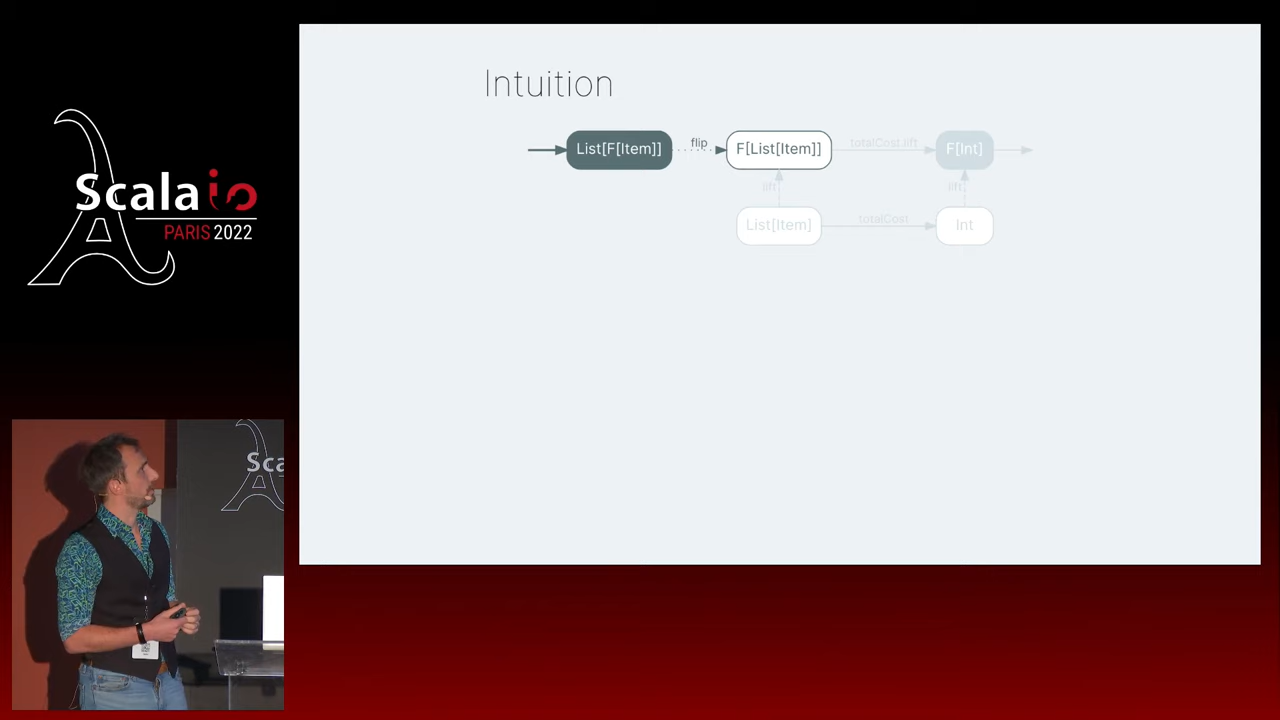 Intuition
List[F[Item]]
flip
F[List[Item]]
totalCost.lift
F[Int]
lift
lift
List[Item]
totalCost
Int
Scala io
PARIS 2022
Sca